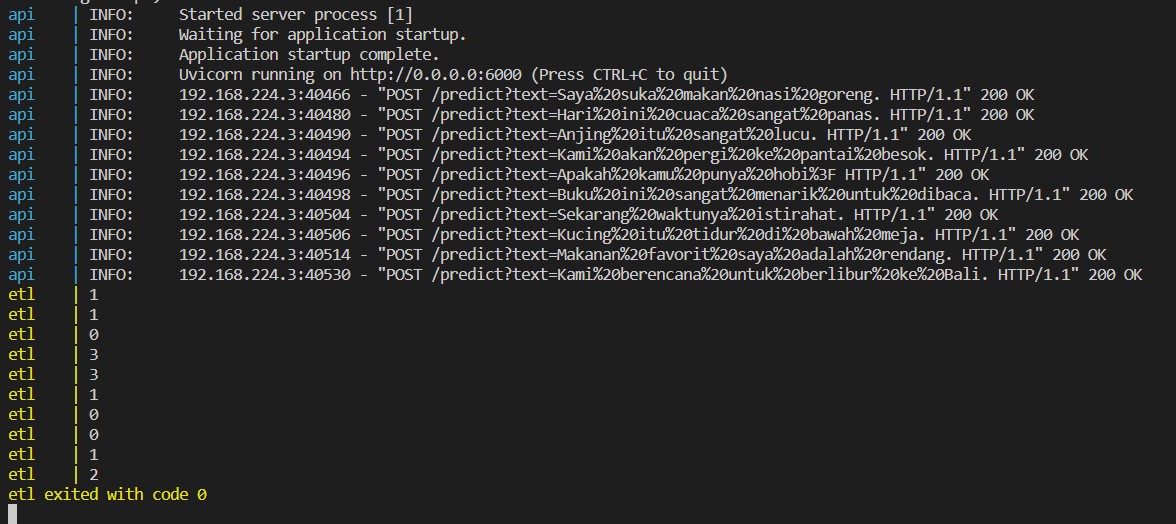 api | INFO: Started server process [1]
api | INFO: Waiting for application startup.
api | INFO: Application startup complete.
api | INFO: Uvicorn running on http://0.0.0.0:6000 (Press CTRL+C to quit)
api | INFO: 192.168.224.3:40466 - "POST /predict?text=Saya%20suka%20makan%20nasi%20goreng. HTTP/1.1" 200 OK
api | INFO: 192.168.224.3:40480 - "POST /predict?text=Hari%20ini%20cuaca%20sangat%20panas. HTTP/1.1" 200 OK
api | INFO: 192.168.224.3:40490 - "POST /predict?text=Anjing%20itu%20sangat%20lucu. HTTP/1.1" 200 OK
api | INFO: 192.168.224.3:40494 - "POST /predict?text=Kami%20akan%20pergi%20ke%20pantai%20besok. HTTP/1.1" 200 OK
api | INFO: 192.168.224.3:40496 - "POST /predict?text=Apakah%20kamu%20punya%20hobi%3F HTTP/1.1" 200 OK
api | INFO: 192.168.224.3:40498 - "POST /predict?text=Buku%20ini%20sangat%20menarik%20untuk%20dibaca. HTTP/1.1" 200 OK
api | INFO: 192.168.224.3:40504 - "POST /predict?text=Sekarang%20waktunya%20istirahat. HTTP/1.1" 200 OK
api | INFO: 192.168.224.3:40506 - "POST /predict?text=Kucing%20itu%20tidur%20di%20bawah%20meja. HTTP/1.1" 200 OK
api | INFO: 192.168.224.3:40514 - "POST /predict?text=Makanan%20favorit%20saya%20adalah%20rendang. HTTP/1.1" 200 OK
api | INFO: 192.168.224.3:40530 - "POST /predict?text=Kami%20berencana%20untuk%20berlibur%20ke%20Bali. HTTP/1.1" 200 OK
etl | 1
etl | 1
etl | 0
etl | 3
etl | 3
etl | 1
etl | 0
etl | 0
etl | 1
etl | 2
etl exited with code 0